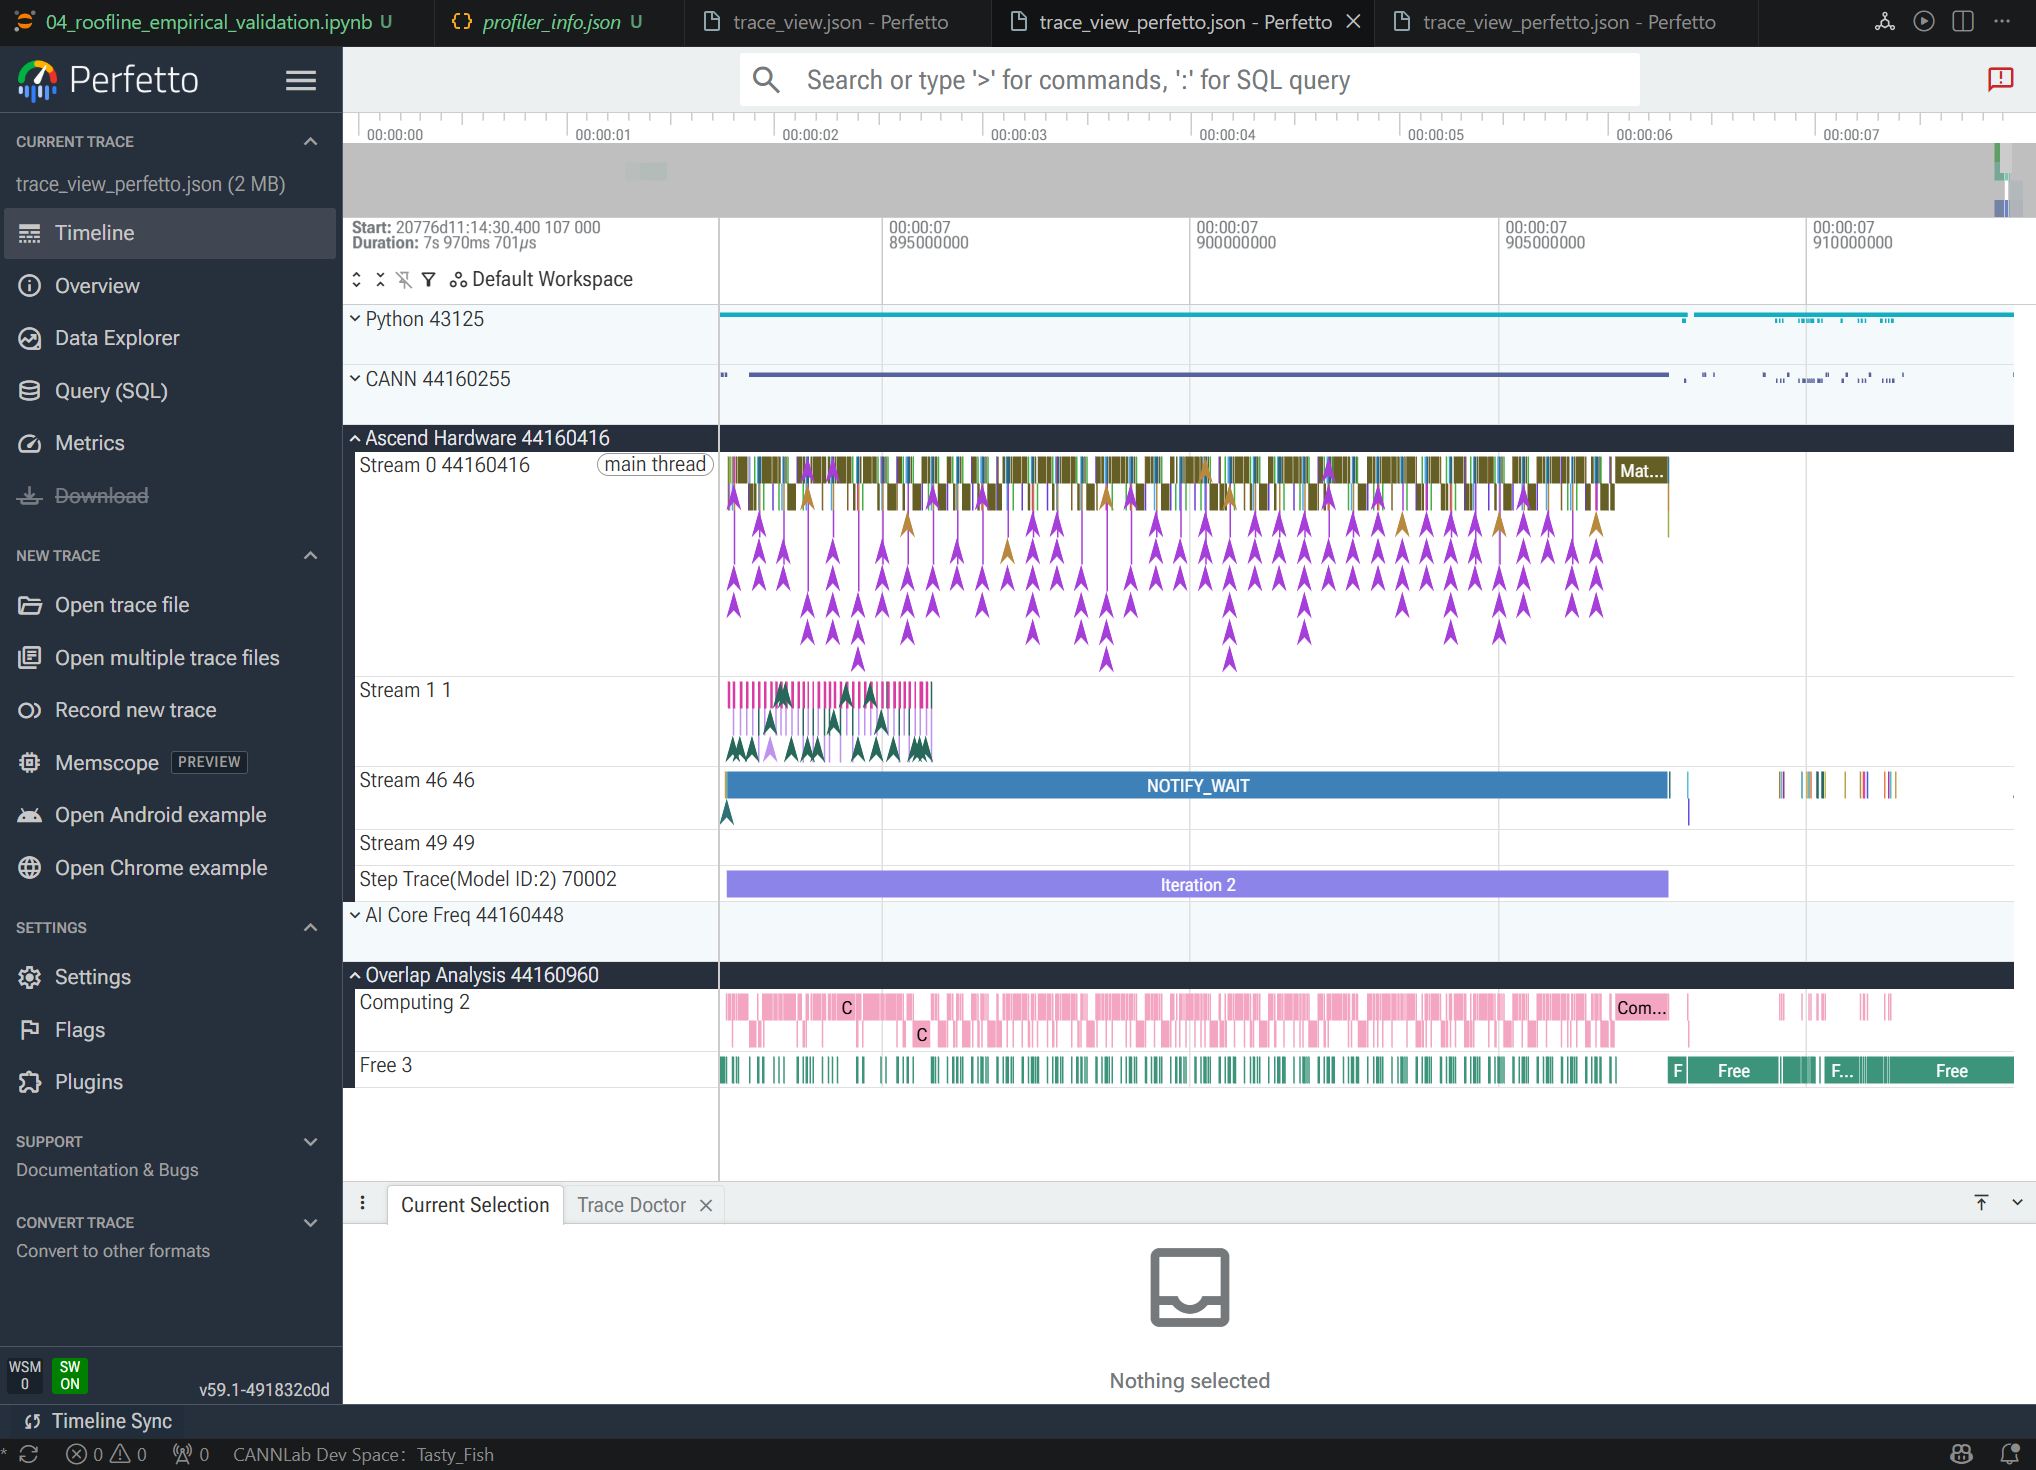 04_roofline_empirical_validation.ipynb U
profiler_info.json U
trace_view.json - Perfetto
trace_view_perfetto.json - Perfetto
trace_view_perfetto.json - Perfetto
Perfetto
Search or type '>' for commands, ':' for SQL query
CURRENT TRACE
trace_view_perfetto.json (2 MB)
Timeline
Overview
Data Explorer
Query (SQL)
Metrics
Download
NEW TRACE
Open trace file
Open multiple trace files
Record new trace
Memscope PREVIEW
Open Android example
Open Chrome example
SETTINGS
Settings
Flags
Plugins
SUPPORT
Documentation & Bugs
CONVERT TRACE
Convert to other formats
WSM 0
SW ON
v59.1-491832c0d
00:00:00 00:00:01 00:00:02 00:00:03 00:00:04 00:00:05 00:00:06 00:00:07
Start: 20776d11:14:30.400 107 000
Duration: 7s 970ms 701µs
00:00:07 00:00:07 00:00:07 00:00:07
895000000 900000000 905000000 910000000
Default Workspace
Python 43125
CANN 44160255
Ascend Hardware 44160416
Stream 0 44160416 main thread
Mat...
Stream 1 1
Stream 46 46
NOTIFY_WAIT
Stream 49 49
Step Trace(Model ID:2) 70002
Iteration 2
AI Core Freq 44160448
Overlap Analysis 44160960
Computing 2
C
C
Com...
Free 3
F Free F... Free
Current Selection
Trace Doctor
Nothing selected
Timeline Sync
0 0 0 CANNLab Dev Space: Tasty_Fish